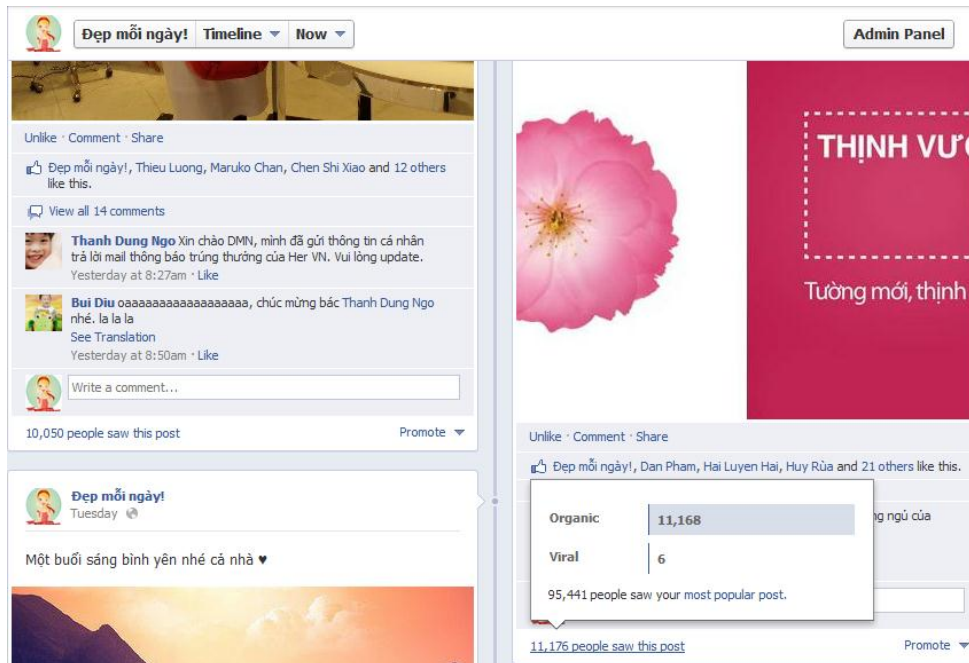 Đẹp mỗi ngày! Timeline Now
Admin Panel
Unlike · Comment · Share
Đẹp mỗi ngày!, Thieu Luong, Maruko Chan, Chen Shi Xiao and 12 others
like this.
View all 14 comments
Thanh Dung Ngo Xin chào DMN, mình đã gửi thông tin cá nhân
trả lời mail thông báo trúng thưởng của Her VN. Vui lòng update.
Yesterday at 8:27am · Like
Bui Diu oaaaaaaaaaaaaaaaaaaa, chúc mừng bác Thanh Dung Ngo
nhé. la la la
See Translation
Yesterday at 8:50am · Like
Write a comment...
10,050 people saw this post
Promote
Đẹp mỗi ngày!
Tuesday
Một buổi sáng bình yên nhé cả nhà ♥
THỊNH VƯ
Tường mới, thịnh
Unlike · Comment · Share
Đẹp mỗi ngày!, Dan Pham, Hai Luyen Hai, Huy Rùa and 21 others like this.
ngủ của
Organic 11,168
Viral 6
95,441 people saw your most popular post.
11,176 people saw this post
Promote